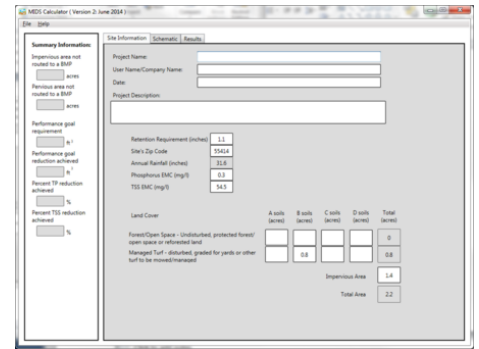 MIDS Calculator ( Version 2: June 2014 )
File Help
Site Information Schematic Results
Summary Information:
Impervious area not
routed to a BMP
acres
Pervious area not
routed to a BMP
acres
Performance goal
requirement
ft³
Performance goal
reduction achieved
ft³
Percent TP reduction
achieved
%
Percent TSS reduction
achieved
%
Project Name:
User Name/Company Name:
Date:
Project Description:
Retention Requirement (inches) 1.1
Site's Zip Code 55414
Annual Rainfall (inches) 31.6
Phosphorus EMC (mg/l) 0.3
TSS EMC (mg/l) 54.5
Land Cover A soils (acres) B soils (acres) C soils (acres) D soils (acres) Total (acres)
Forest/Open Space - Undisturbed, protected forest/
open space or reforested land 0
Managed Turf - disturbed, graded for yards or other
turf to be mowed/managed 0.8 0.8
Impervious Area 1.4
Total Area 2.2